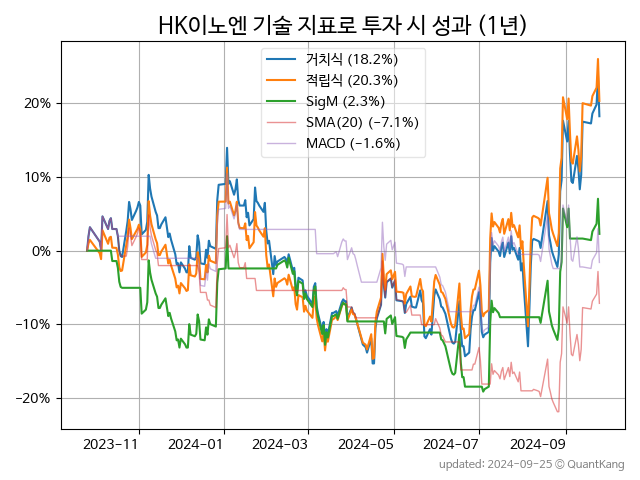 HK이노엔 기술 지표로 투자 시 성과 (1년)
거치식 (18.2%)
적립식 (20.3%)
SigM (2.3%)
SMA(20) (−7.1%)
MACD (−1.6%)
20%
10%
0%
−10%
−20%
2023-11 2024-01 2024-03 2024-05 2024-07 2024-09
updated: 2024-09-25 © QuantKang